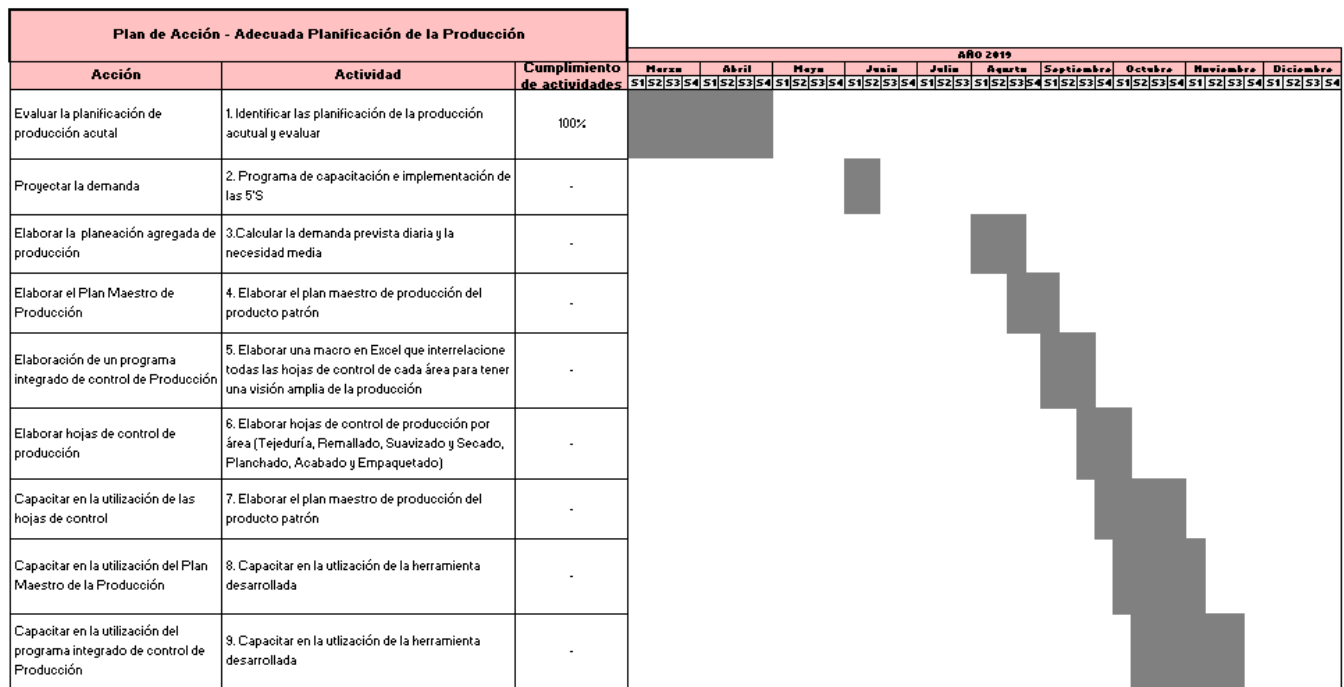 Plan de Acción - Adecuada Planificación de la Producción
AÑO 2019
Acción Actividad Cumplimiento de actividades
Marzo Abril Mayo Junio Julio Agosto Septiembre Octubre Noviembre Diciembre
S1 S2 S3 S4 S1 S2 S3 S4 S1 S2 S3 S4 S1 S2 S3 S4 S1 S2 S3 S1 S2 S3 S4 S1 S2 S3 S4 S1 S2 S3 S4 S1 S2 S3 S4 S1 S2 S3 S4
Evaluar la planificación de
producción acutal
1. Identificar las planificación de la producción
acutual y evaluar
100%
Proyectar la demanda
2. Programa de capacitación e implementación de
las 5'S
-
Elaborar la planeación agregada de
producción
3.Calcular la demanda prevista diaria y la
necesidad media
-
Elaborar el Plan Maestro de
Producción
4. Elaborar el plan maestro de producción del
producto patrón
-
Elaboración de un programa
integrado de control de Producción
5. Elaborar una macro en Excel que interrelacione
todas las hojas de control de cada área para tener
una visión amplia de la producción
-
Elaborar hojas de control de
producción
6. Elaborar hojas de control de producción por
área (Tejeduría, Remallado, Suavizado y Secado,
Planchado, Acabado y Empaquetado)
-
Capacitar en la utilización de las
hojas de control
7. Elaborar el plan maestro de producción del
producto patrón
-
Capacitar en la utilización del Plan
Maestro de la Producción
8. Capacitar en la utlización de la herramienta
desarrollada
-
Capacitar en la utilización del
programa integrado de control de
Producción
9. Capacitar en la utlización de la herramienta
desarrollada
-